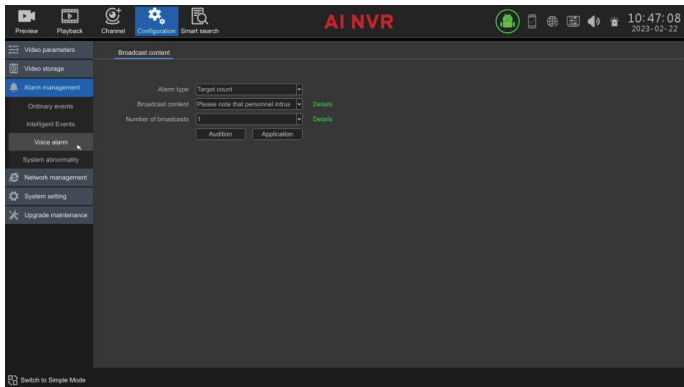 AI NVR
10:47:08
2023-02-22
Preview
Playback
Channel
Configuration
Smart search
Video parameters
Video storage
Alarm management
Ordinary events
Intelligent Events
Voice alarm
System abnormality
Network management
System setting
Upgrade maintenance
Broadcast content
Alarm type Target count
Broadcast content Please note that personnel intrus Details
Number of broadcasts 1 Details
Audition Application
Switch to Simple Mode